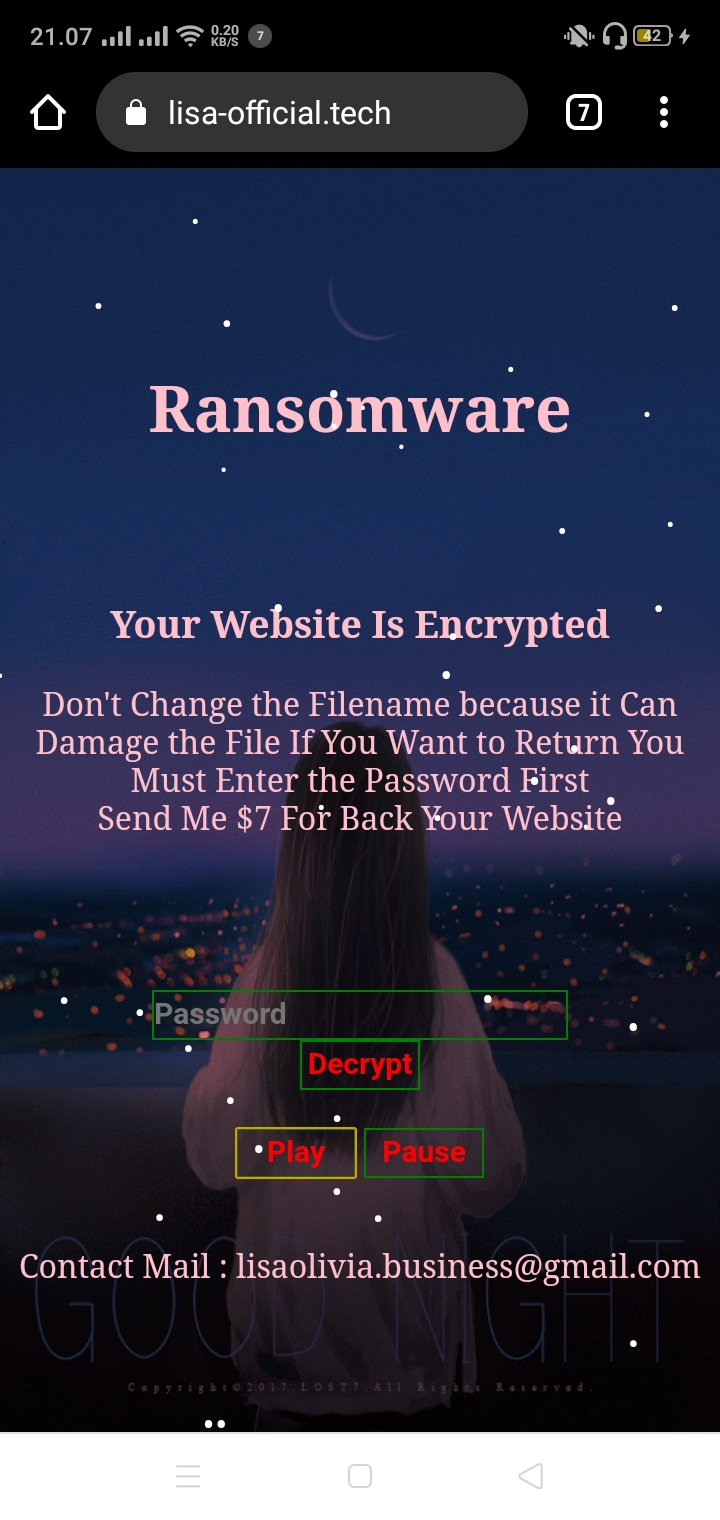 21.07
0.20
KB/S
7
42
lisa-official.tech
7
Ransomware
Your Website Is Encrypted
Don't Change the Filename because it Can
Damage the File If You Want to Return You
Must Enter the Password First
Send Me $7 For Back Your Website
Password
Decrypt
Play
Pause
Contact Mail : lisaolivia.business@gmail.com
GOOD NIGHT
Copyright©2017.LOST7.All Rights Reserved.